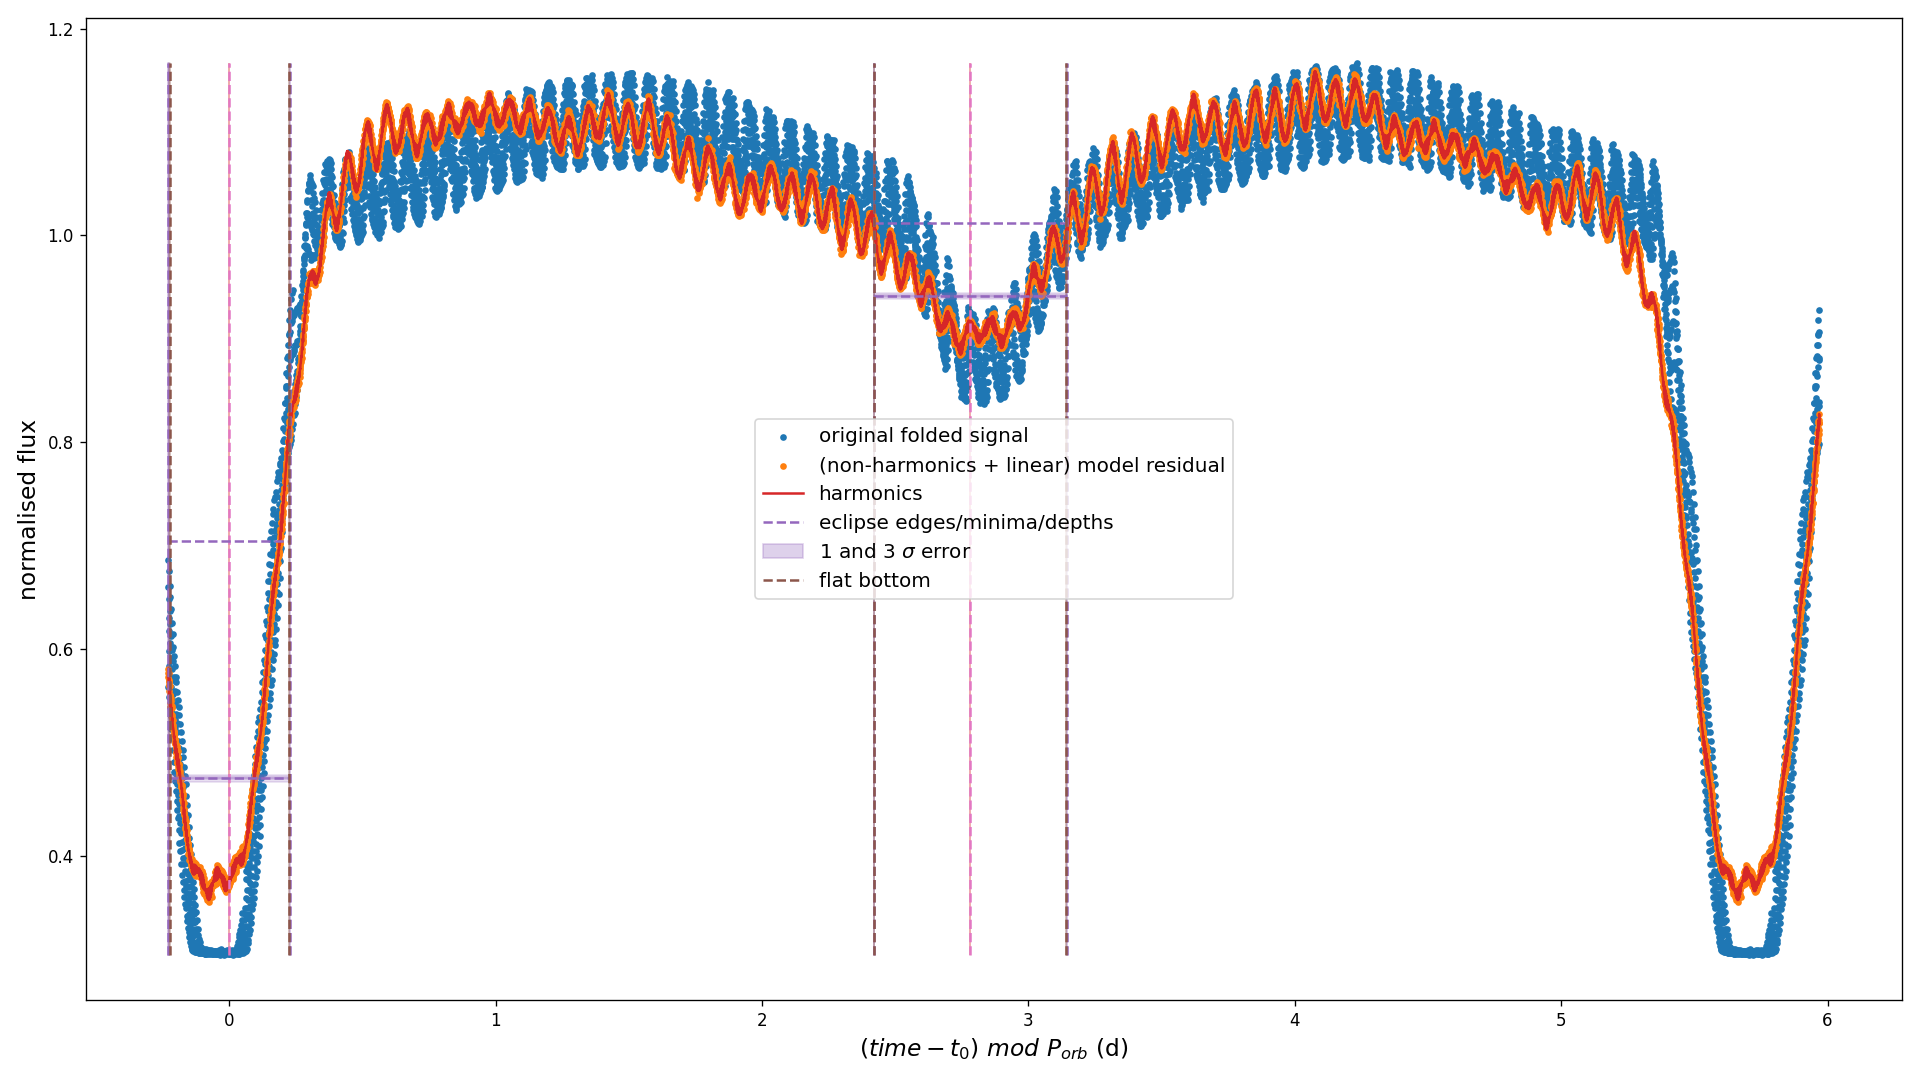 1.2
1.0
0.8
0.6
0.4
normalised flux
original folded signal
(non-harmonics + linear) model residual
harmonics
eclipse edges/minima/depths
1 and 3 σ error
flat bottom
0 1 2 3 4 5 6
(time − t₀) mod Pₒᵣb (d)